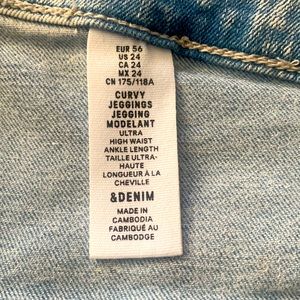 EUR 56
US 24
CA 24
MX 24
CN 175/118A
CURVY
JEGGINGS
JEGGING
MODELANT
ULTRA
HIGH WAIST
ANKLE LENGTH
TAILLE ULTRA-
HAUTE
LONGUEUR À LA
CHEVILLE
&DENIM
MADE IN
CAMBODIA
FABRIQUÉ AU
CAMBODGE